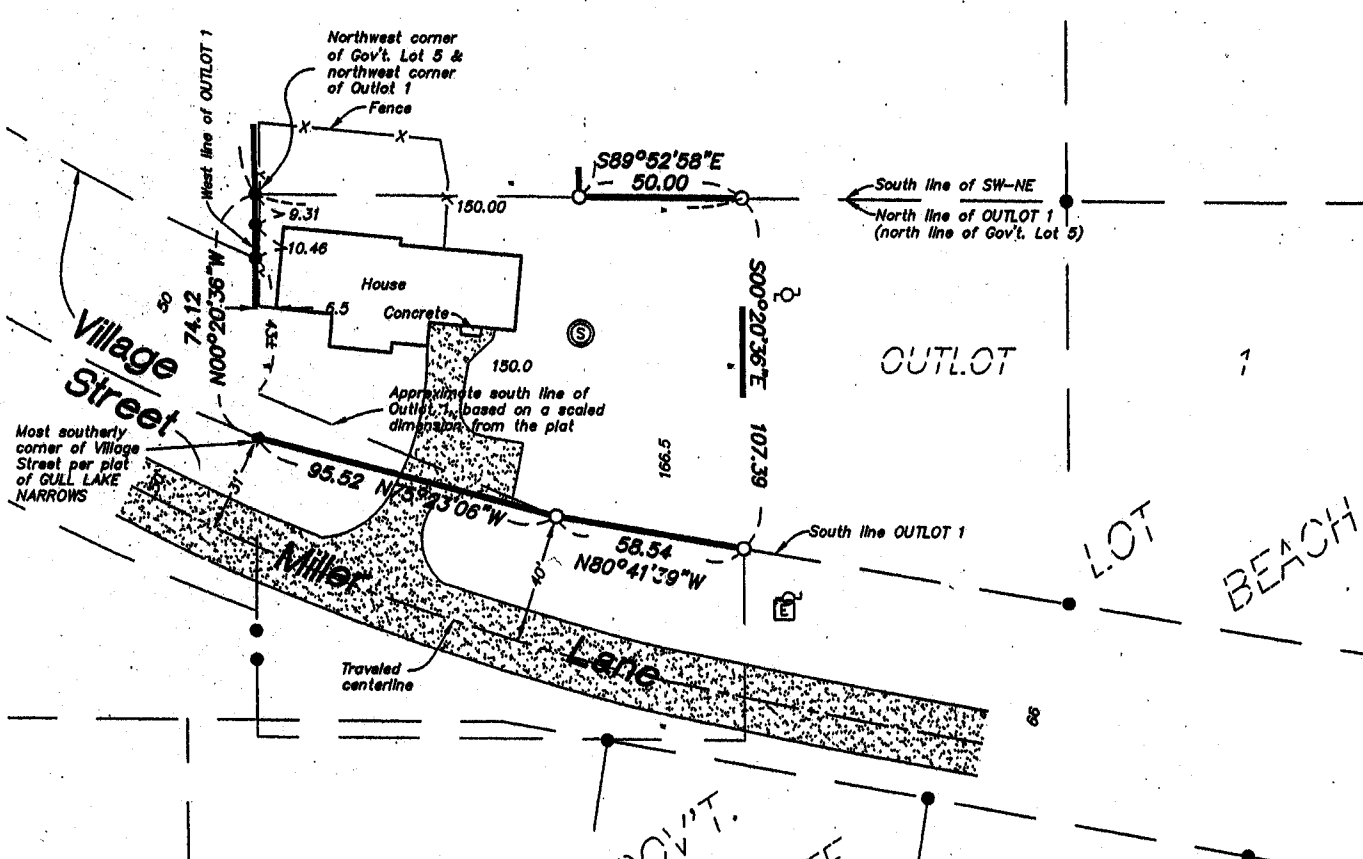 Northwest corner
of Gov't. Lot 5 &
northwest corner
of Outlot 1
Fence
West line of OUTLOT 1
S89°52'58"E
50.00
South line of SW-NE
North line of OUTLOT 1
(north line of Gov't. Lot 5)
9.31
150.00
10.46
House
Concrete
6.5
50
74.12
N00°20'36"W
43±
S
S00°20'36"E
107.39
OUTLOT
1
150.0
Village
Street
Approximate south line of
Outlot 1, based on a scaled
dimension from the plat
Most southerly
corner of Village
Street per plat
of GULL LAKE
NARROWS
166.5
95.52
N75°23'06"W
31'
58.54
N80°41'39"W
40'
South line OUTLOT 1
LOT
BEACH
E
Miller
Lane
Traveled
centerline
66
GOV'T.